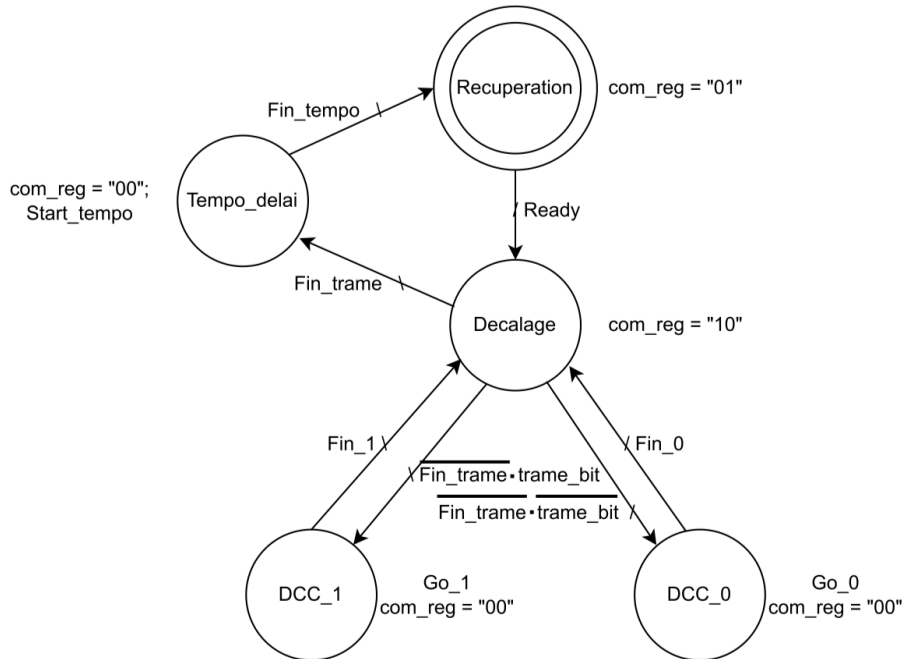 Recuperation
com_reg = "01"
Fin_tempo
com_reg = "00";
Start_tempo
Tempo_delai
Ready
Fin_trame
Decalage
com_reg = "10"
Fin_1
Fin_0
Fin_trame . trame_bit
Fin_trame . trame_bit
DCC_1
Go_1
com_reg = "00"
DCC_0
Go_0
com_reg = "00"